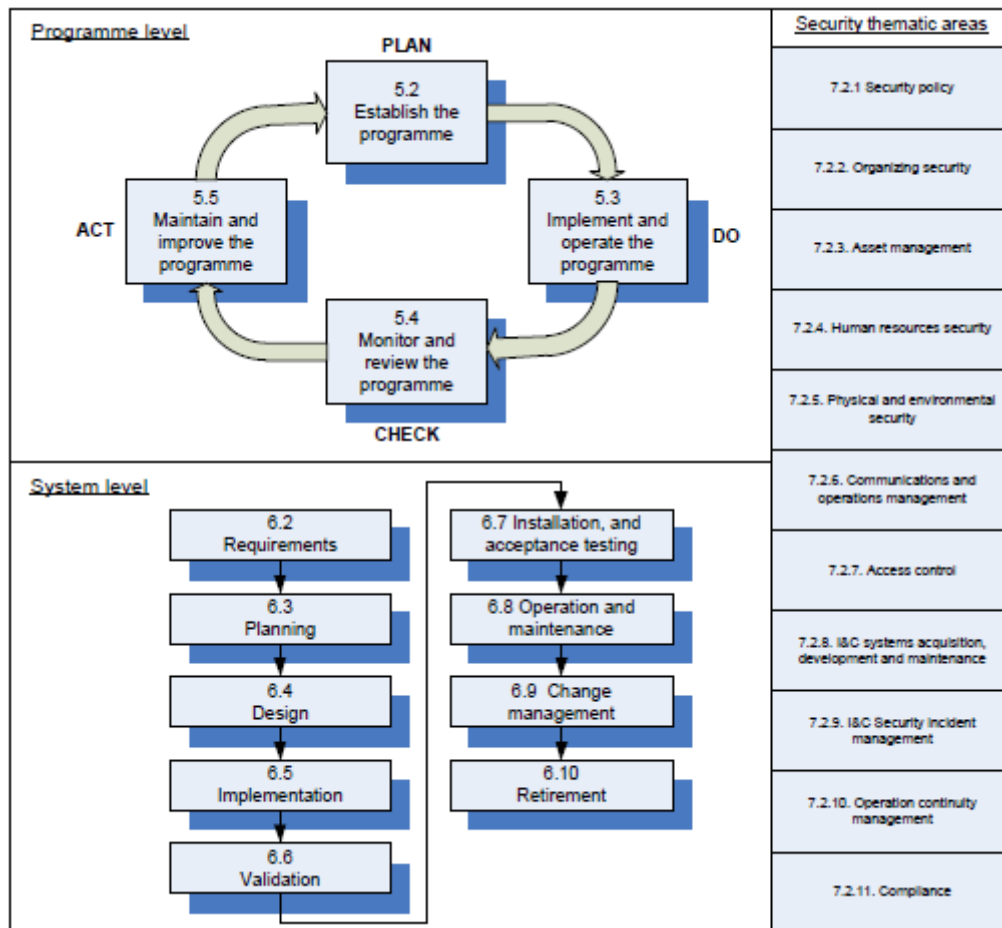 Programme level
PLAN
5.2
Establish the
programme
5.5
Maintain and
improve the
programme
ACT
5.3
Implement and
operate the
programme
DO
5.4
Monitor and
review the
programme
CHECK
System level
6.2
Requirements
6.3
Planning
6.4
Design
6.5
Implementation
6.6
Validation
6.7 Installation, and
acceptance testing
6.8 Operation and
maintenance
6.9 Change
management
6.10
Retirement
Security thematic areas
7.2.1 Security policy
7.2.2. Organizing security
7.2.3. Asset management
7.2.4. Human resources security
7.2.5. Physical and environmental
security
7.2.6. Communications and
operations management
7.2.7. Access control
7.2.8. I&C systems acquisition,
development and maintenance
7.2.9. I&C Security incident
management
7.2.10. Operation continuity
management
7.2.11. Compliance